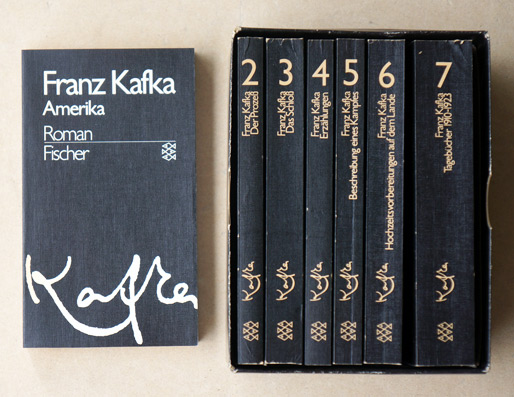 Franz Kafka
Amerika
Roman
Fischer
Kafka
2
Franz Kafka
Der Prozeß
Kafka
3
Franz Kafka
Das Schloß
Kafka
4
Franz Kafka
Erzählungen
Kafka
5
Franz Kafka
Beschreibung eines Kampfes
Kafka
6
Franz Kafka
Hochzeitsvorbereitungen auf dem Lande
Kafka
7
Franz Kafka
Tagebücher 1910-1923
Kafka